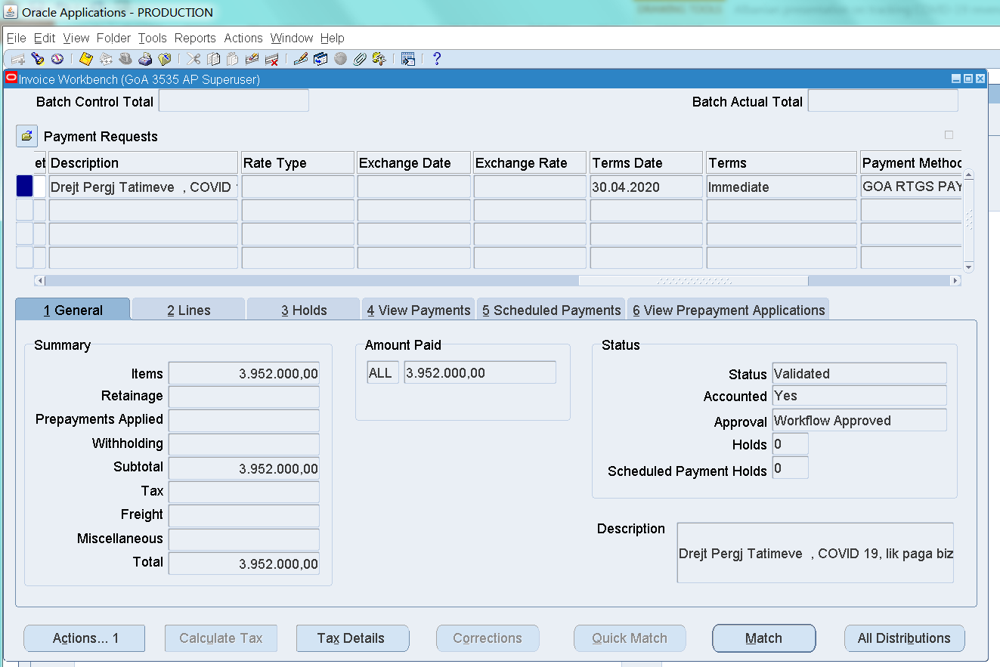 Oracle Applications - PRODUCTION
File Edit View Folder Tools Reports Actions Window Help
Invoice Workbench (GoA 3535 AP Superuser)
Batch Control Total Batch Actual Total
Payment Requests
et Description Rate Type Exchange Date Exchange Rate Terms Date Terms Payment Methoc
Drejt Pergj Tatimeve , COVID 30.04.2020 Immediate GOA RTGS PAY
1 General 2 Lines 3 Holds 4 View Payments 5 Scheduled Payments 6 View Prepayment Applications
Summary Amount Paid Status
Items 3.952.000,00 ALL 3.952.000,00 Status Validated
Retainage Accounted Yes
Prepayments Applied Approval Workflow Approved
Withholding Holds 0
Subtotal 3.952.000,00 Scheduled Payment Holds 0
Tax
Freight
Miscellaneous Description
Total 3.952.000,00 Drejt Pergj Tatimeve , COVID 19, lik paga biz
Actions... 1 Calculate Tax Tax Details Corrections Quick Match Match All Distributions